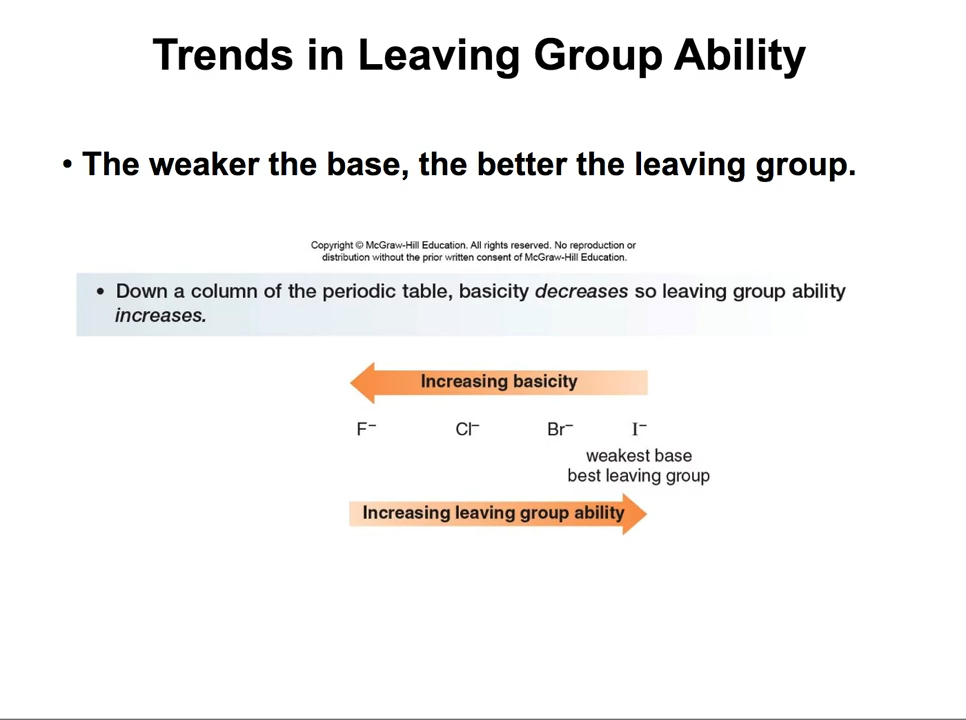 Trends in Leaving Group Ability
• The weaker the base, the better the leaving group.
Copyright © McGraw-Hill Education. All rights reserved. No reproduction or
distribution without the prior written consent of McGraw-Hill Education.
• Down a column of the periodic table, basicity decreases so leaving group ability
increases.
Increasing basicity
F⁻ Cl⁻ Br⁻ I⁻
weakest base
best leaving group
Increasing leaving group ability